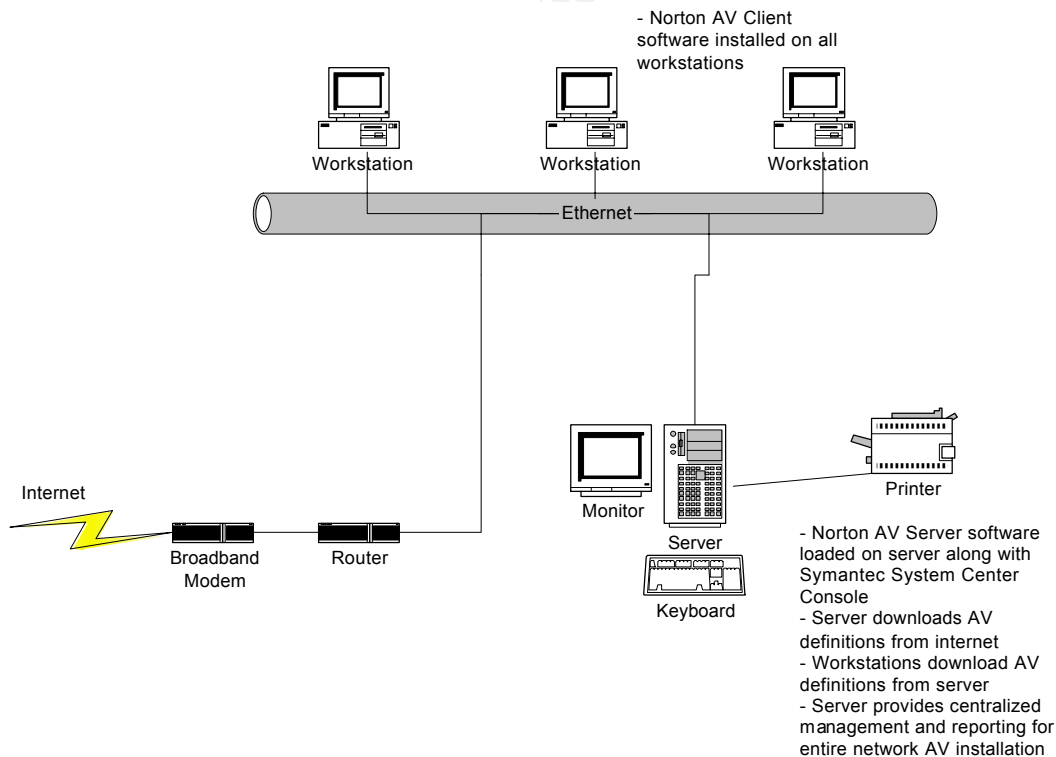 - Norton AV Client
software installed on all
workstations
Workstation
Workstation
Workstation
Ethernet
Internet
Broadband
Modem
Router
Monitor
Server
Keyboard
Printer
- Norton AV Server software
loaded on server along with
Symantec System Center
Console
- Server downloads AV
definitions from internet
- Workstations download AV
definitions from server
- Server provides centralized
management and reporting for
entire network AV installation